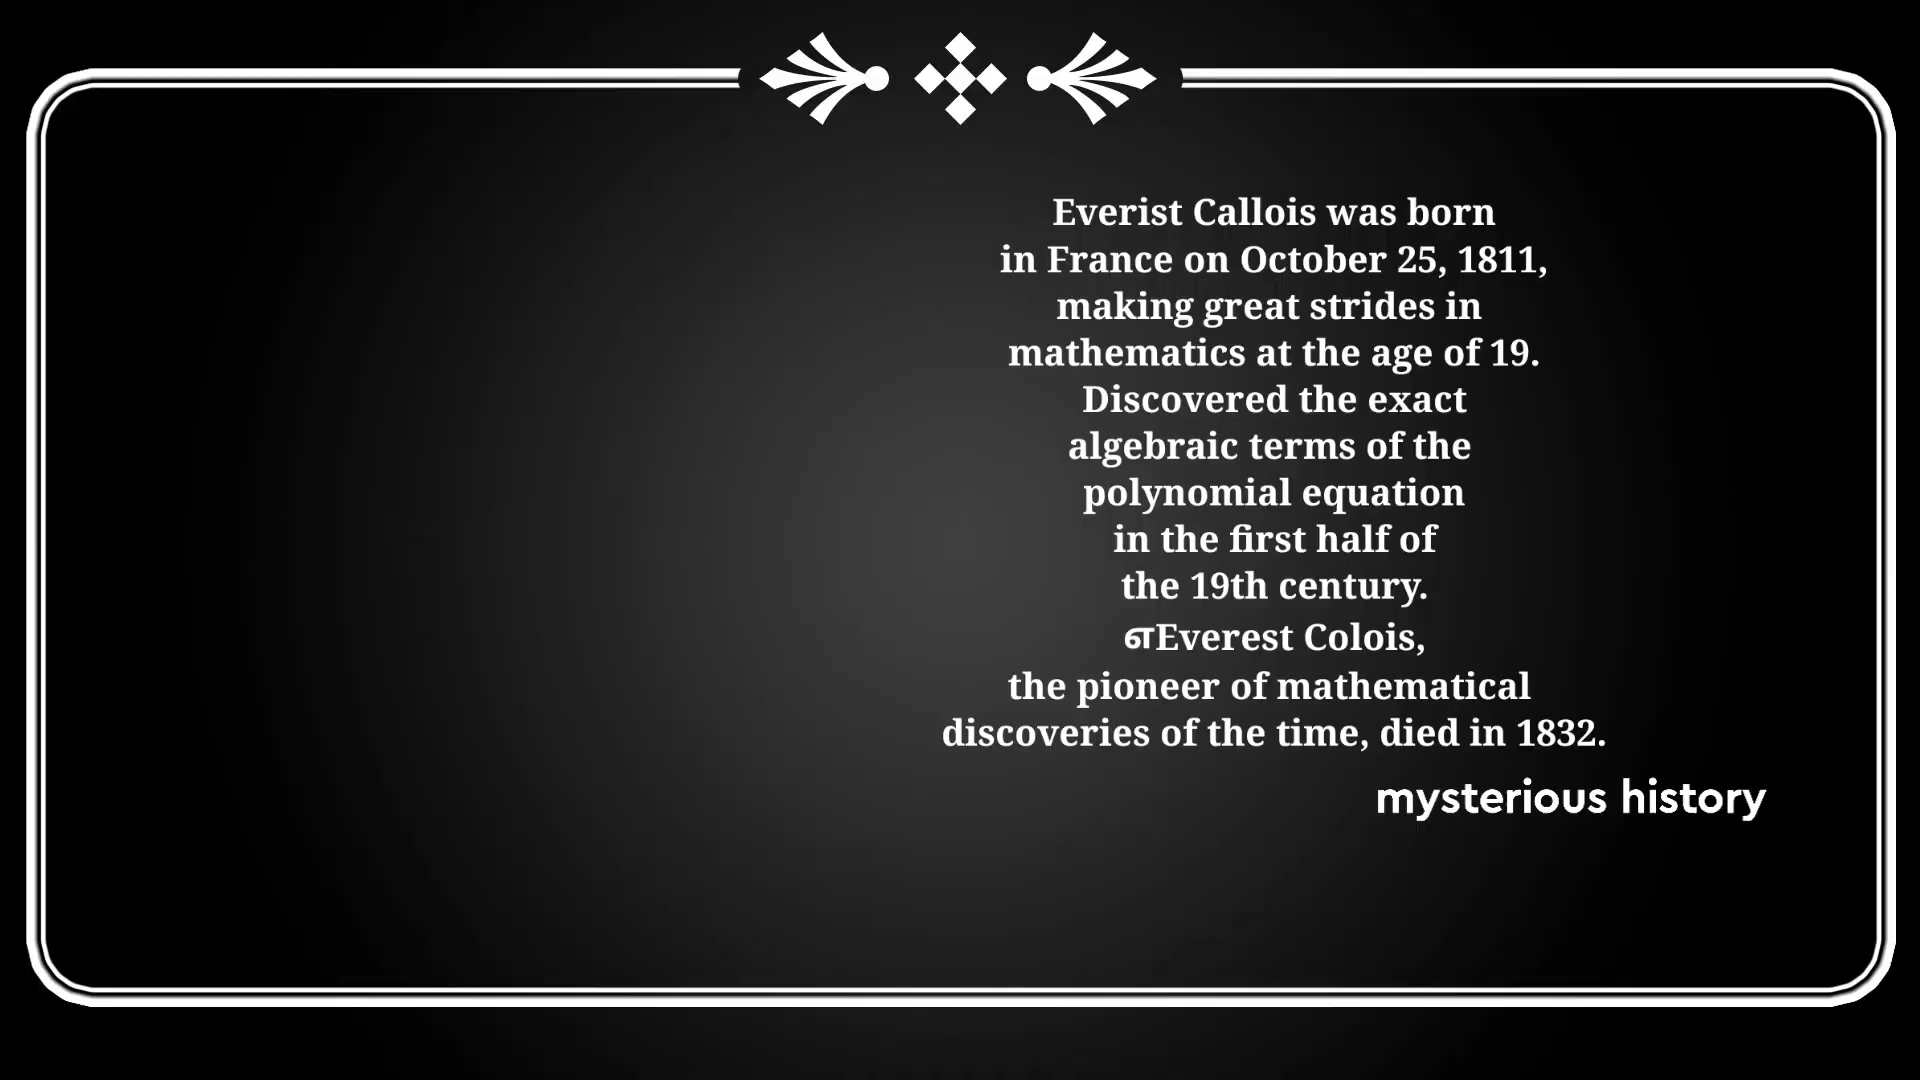 Everist Callois was born
in France on October 25, 1811,
making great strides in
mathematics at the age of 19.
Discovered the exact
algebraic terms of the
polynomial equation
in the first half of
the 19th century.
எEverest Colois,
the pioneer of mathematical
discoveries of the time, died in 1832.
mysterious history